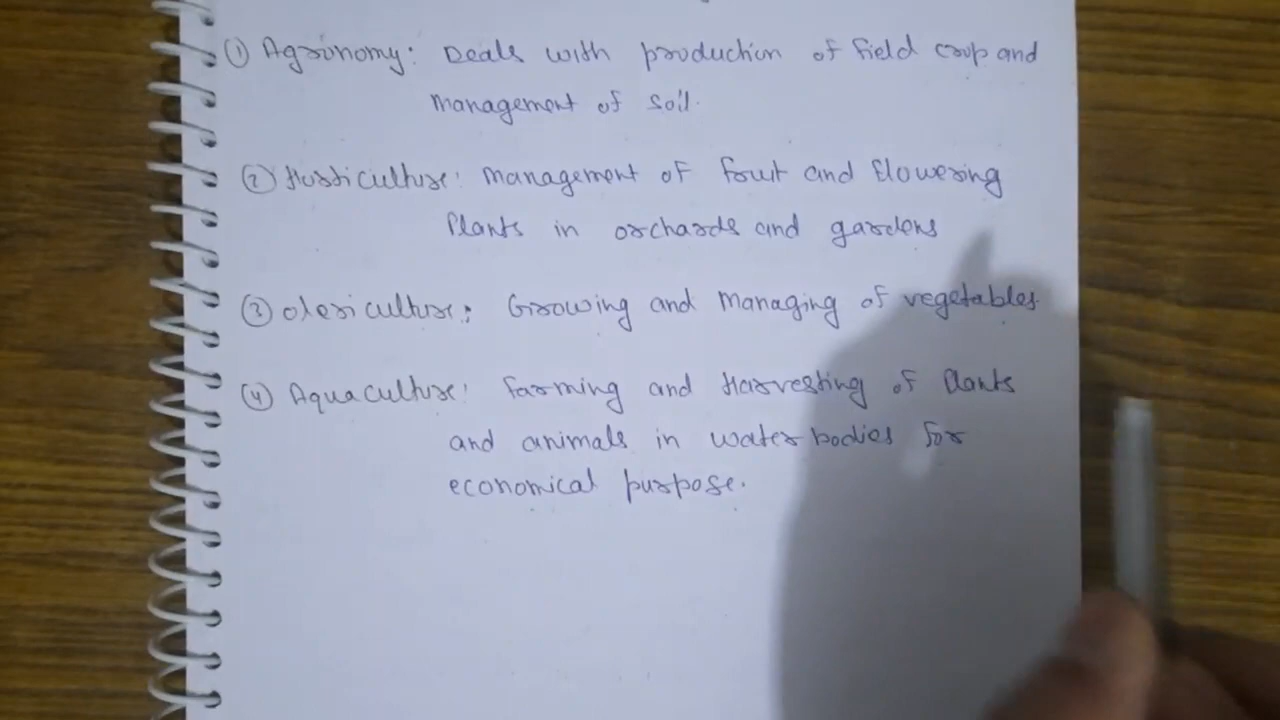 ① Agronomy: Deals with production of field crop and
management of soil.
② Horticulture: management of fruit and flowering
Plants in orchards and gardens
③ Olericulture: Growing and managing of vegetables.
④ Aquaculture: farming and Harvesting of Plants
and animals in water bodies for
economical purpose.